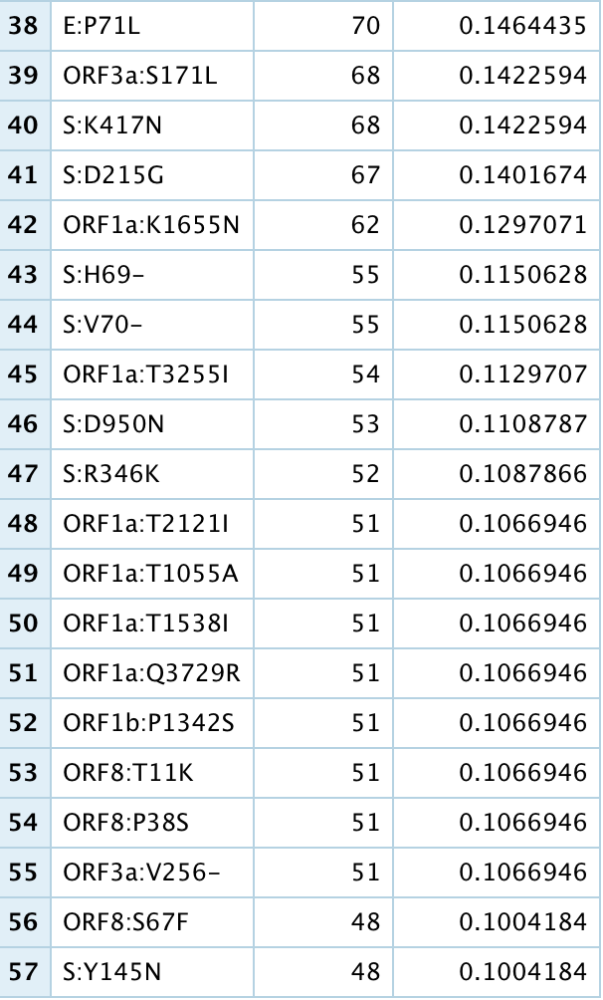 38 E:P71L 70 0.1464435
39 ORF3a:S171L 68 0.1422594
40 S:K417N 68 0.1422594
41 S:D215G 67 0.1401674
42 ORF1a:K1655N 62 0.1297071
43 S:H69− 55 0.1150628
44 S:V70− 55 0.1150628
45 ORF1a:T3255I 54 0.1129707
46 S:D950N 53 0.1108787
47 S:R346K 52 0.1087866
48 ORF1a:T2121I 51 0.1066946
49 ORF1a:T1055A 51 0.1066946
50 ORF1a:T1538I 51 0.1066946
51 ORF1a:Q3729R 51 0.1066946
52 ORF1b:P1342S 51 0.1066946
53 ORF8:T11K 51 0.1066946
54 ORF8:P38S 51 0.1066946
55 ORF3a:V256− 51 0.1066946
56 ORF8:S67F 48 0.1004184
57 S:Y145N 48 0.1004184